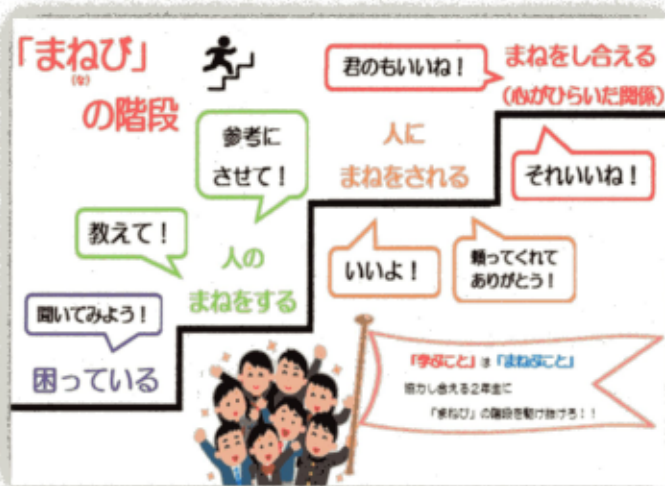 「まねび」
(な)
の階段
君のもいいね！
まねをし合える
(心がひらいた関係)
参考に
させて！
人に
まねをされる
それいいね！
教えて！
人の
まねをする
いいよ！
頼ってくれて
ありがとう！
聞いてみよう！
困っている
「学ぶこと」は「まねぶこと」
協力し合える2年生に
「まねび」の階段を駆け抜けろ！！